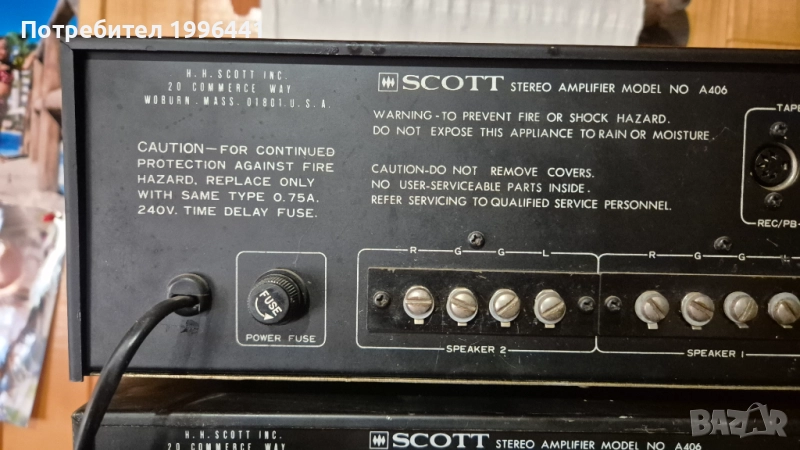 Потребител 1996443
H. H. SCOTT INC.
20 COMMERCE WAY
WOBURN. MASS. 01801. U. S. A.
SCOTT STEREO AMPLIFIER MODEL NO A406
WARNING - TO PREVENT FIRE OR SHOCK HAZARD.
DO NOT EXPOSE THIS APPLIANCE TO RAIN OR MOISTURE.
TAPE
CAUTION—FOR CONTINUED
PROTECTION AGAINST FIRE
HAZARD, REPLACE ONLY
WITH SAME TYPE 0.75A.
240V. TIME DELAY FUSE.
CAUTION-DO NOT REMOVE COVERS.
NO USER-SERVICEABLE PARTS INSIDE.
REFER SERVICING TO QUALIFIED SERVICE PERSONNEL.
REC/PB
R G G L
R G G L
FUSE
POWER FUSE
SPEAKER 2
SPEAKER 1
H. H. SCOTT INC.
20 COMMERCE WAY
SCOTT STEREO AMPLIFIER MODEL NO A406
BAZAR